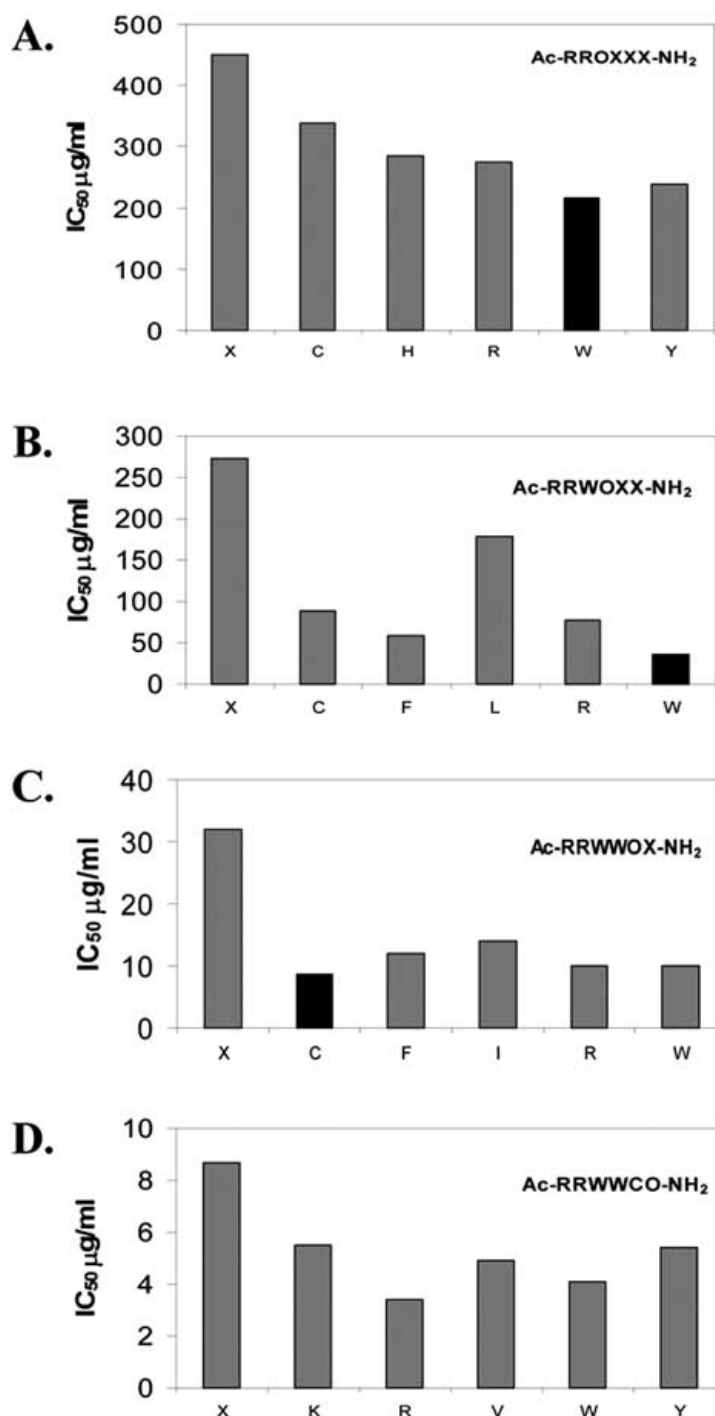 A.
Ac-RROXXX-NH₂
IC₅₀ μg/ml
500
400
300
200
100
0
X C H R W Y
B.
Ac-RRWOXX-NH₂
IC₅₀ μg/ml
300
250
200
150
100
50
0
X C F L R W
C.
Ac-RRWWOX-NH₂
IC₅₀ μg/ml
40
30
20
10
0
X C F I R W
D.
Ac-RRWWCO-NH₂
IC₅₀ μg/ml
10
8
6
4
2
0
X K R V W Y